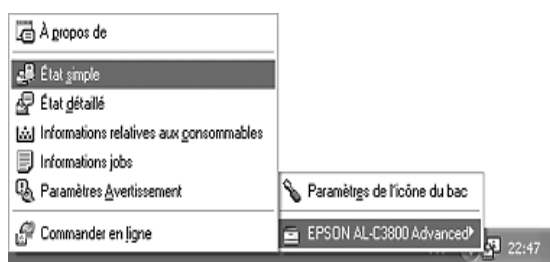 À propos de
État simple
État détaillé
Informations relatives aux consommables
Informations jobs
Paramètres Avertissement
Commander en ligne
Paramètres de l'icône du bac
EPSON AL-C3800 Advanced
22:47